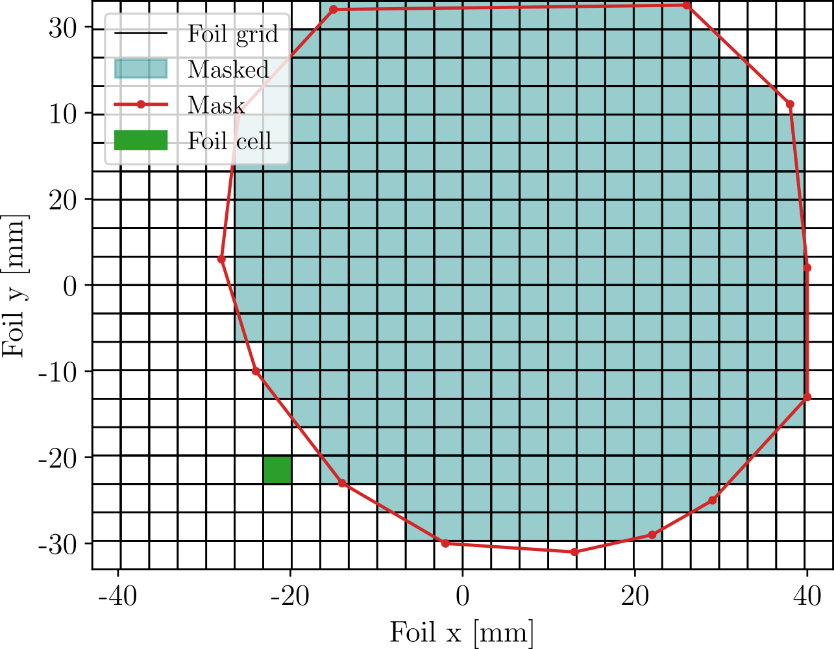 Foil grid
Masked
Mask
Foil cell
30
10
20
0
-10
-20
-30
Foil y [mm]
-40
-20
0
20
40
Foil x [mm]